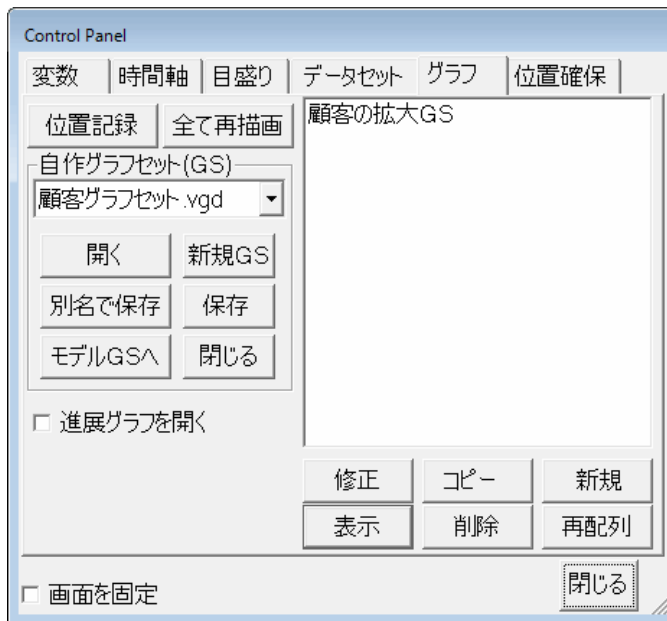 Control Panel
変数 時間軸 目盛り データセット グラフ 位置確保
位置記録 全て再描画
自作グラフセット(GS)
顧客グラフセット.vgd
開く 新規GS
別名で保存 保存
モデルGSへ 閉じる
進展グラフを開く
顧客の拡大GS
修正 コピー 新規
表示 削除 再配列
画面を固定
閉じる